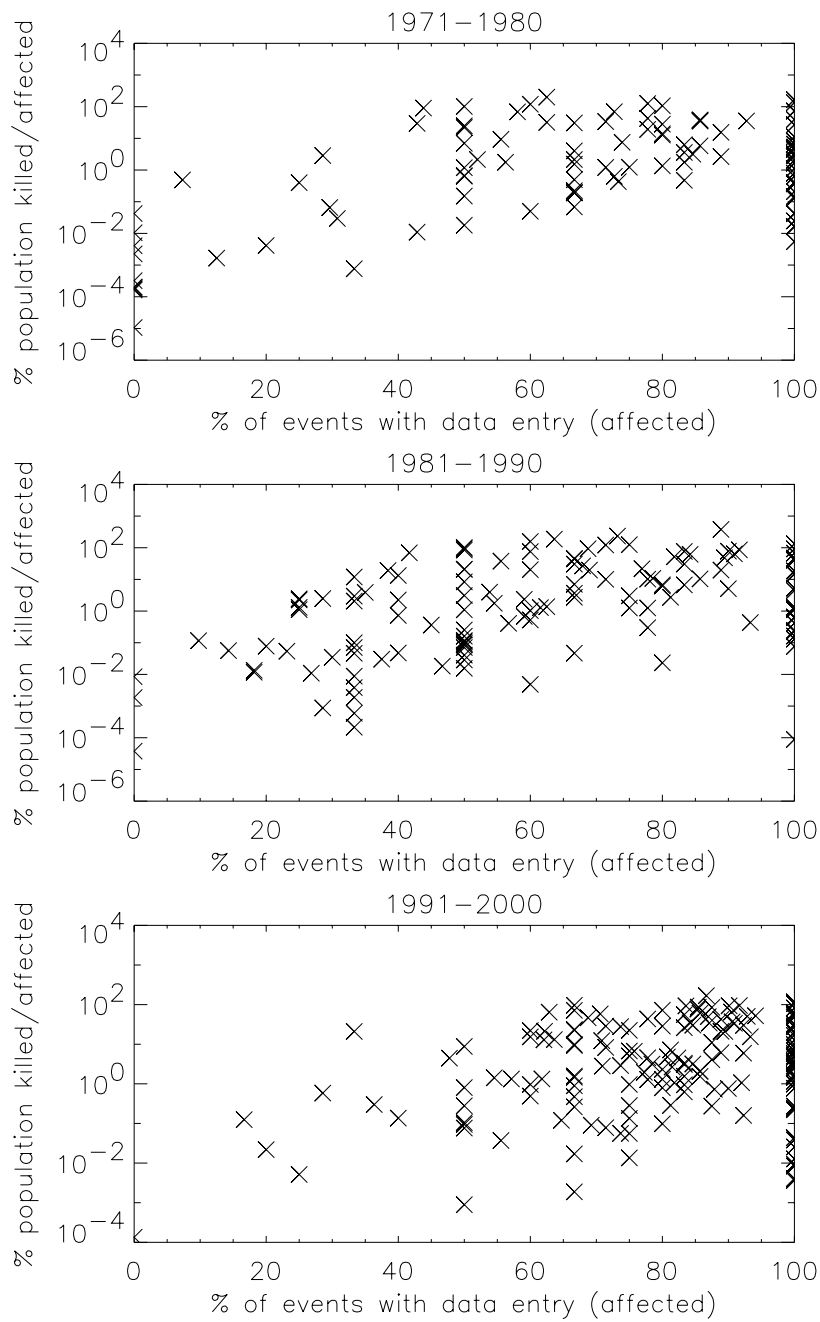 1971-1980
% population killed/affected
10^4
10^2
10^0
10^-2
10^-4
10^-6
0 20 40 60 80 100
% of events with data entry (affected)
1981-1990
% population killed/affected
10^4
10^2
10^0
10^-2
10^-4
10^-6
0 20 40 60 80 100
% of events with data entry (affected)
1991-2000
% population killed/affected
10^4
10^2
10^0
10^-2
10^-4
0 20 40 60 80 100
% of events with data entry (affected)